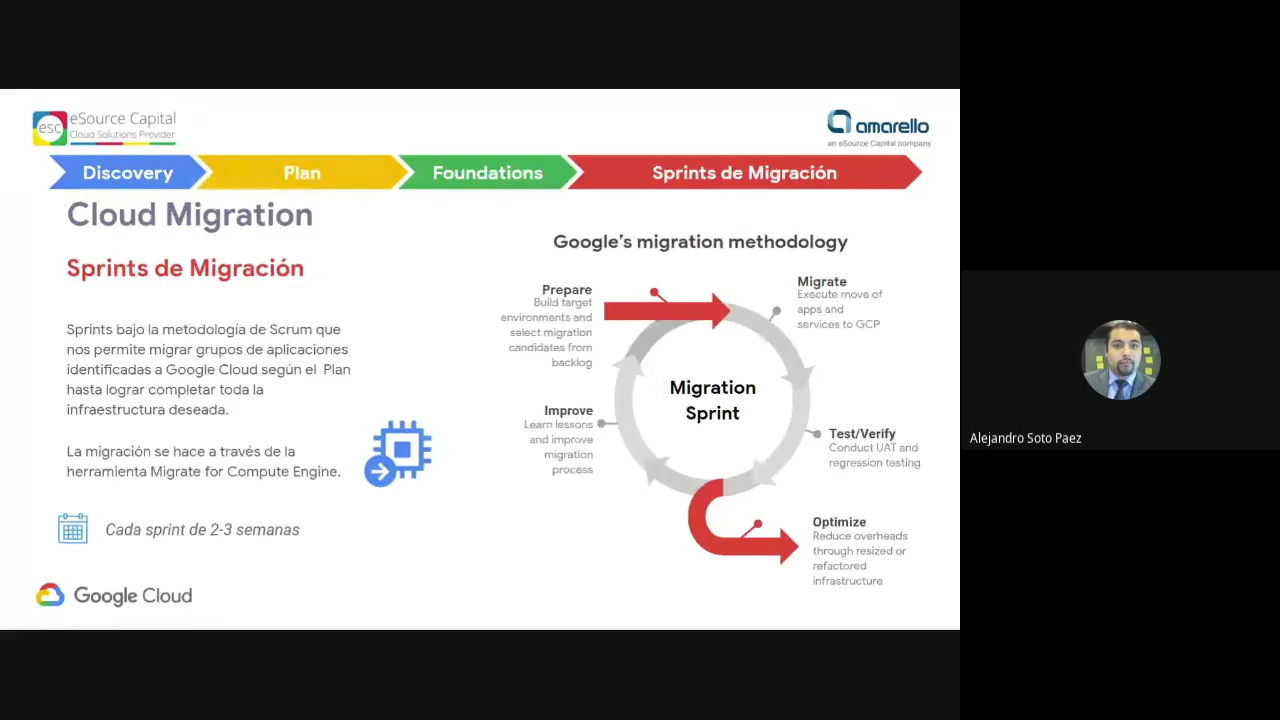 esc
eSource Capital
Cloud Solutions Provider
amarello
an eSource Capital company
Discovery
Plan
Foundations
Sprints de Migración
Cloud Migration
Sprints de Migración
Sprints bajo la metodología de Scrum que
nos permite migrar grupos de aplicaciones
identificadas a Google Cloud según el Plan
hasta lograr completar toda la
infraestructura deseada.
La migración se hace a través de la
herramienta Migrate for Compute Engine.
Cada sprint de 2-3 semanas
Google Cloud
Google's migration methodology
Prepare
Build target
environments and
select migration
candidates from
backlog
Migrate
Execute move of
apps and
services to GCP
Migration
Sprint
Improve
Learn lessons
and improve
migration
process
Test/Verify
Conduct UAT and
regression testing
Optimize
Reduce overheads
through resized or
refactored
infrastructure
Alejandro Soto Paez